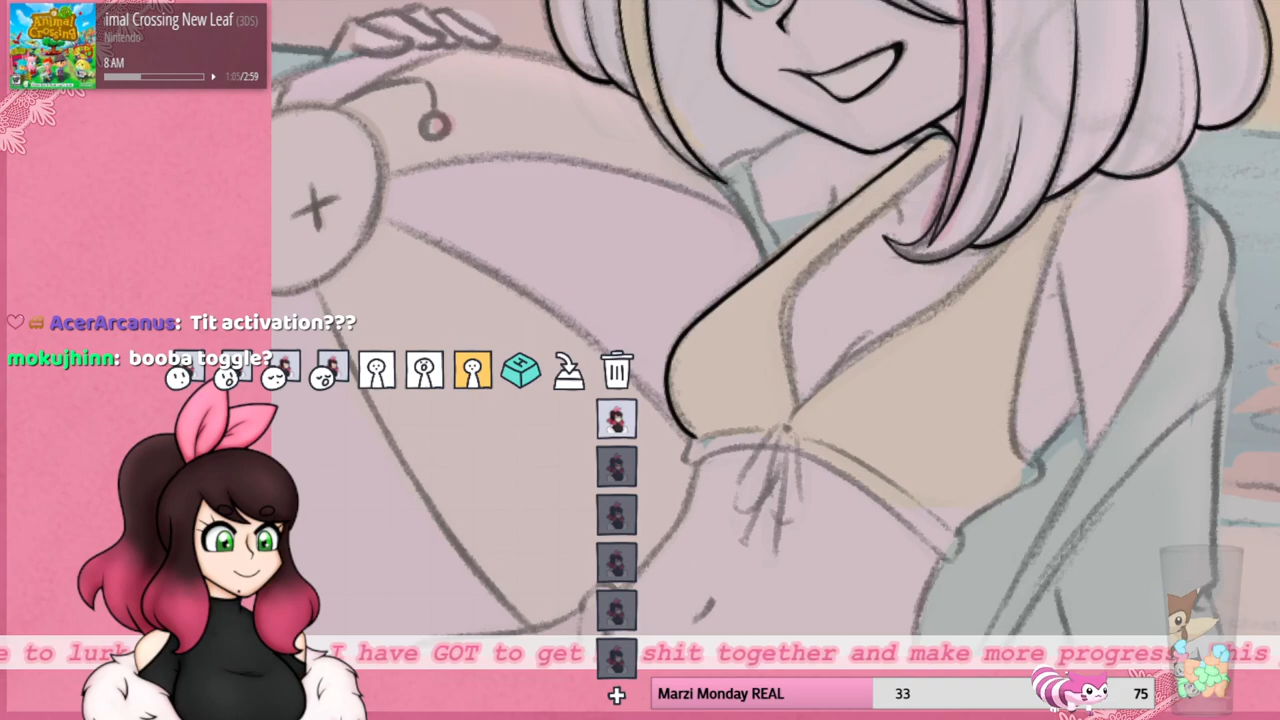 Animal Crossing
imal Crossing New Leaf (3DS)
Nintendo
8 AM
1:05/2:59
AcerArcanus: Tit activation???
mokujhinn: booba toggle?
e to lurk I have GOT to get shit together and make more progress his
Marzi Monday REAL 33 75